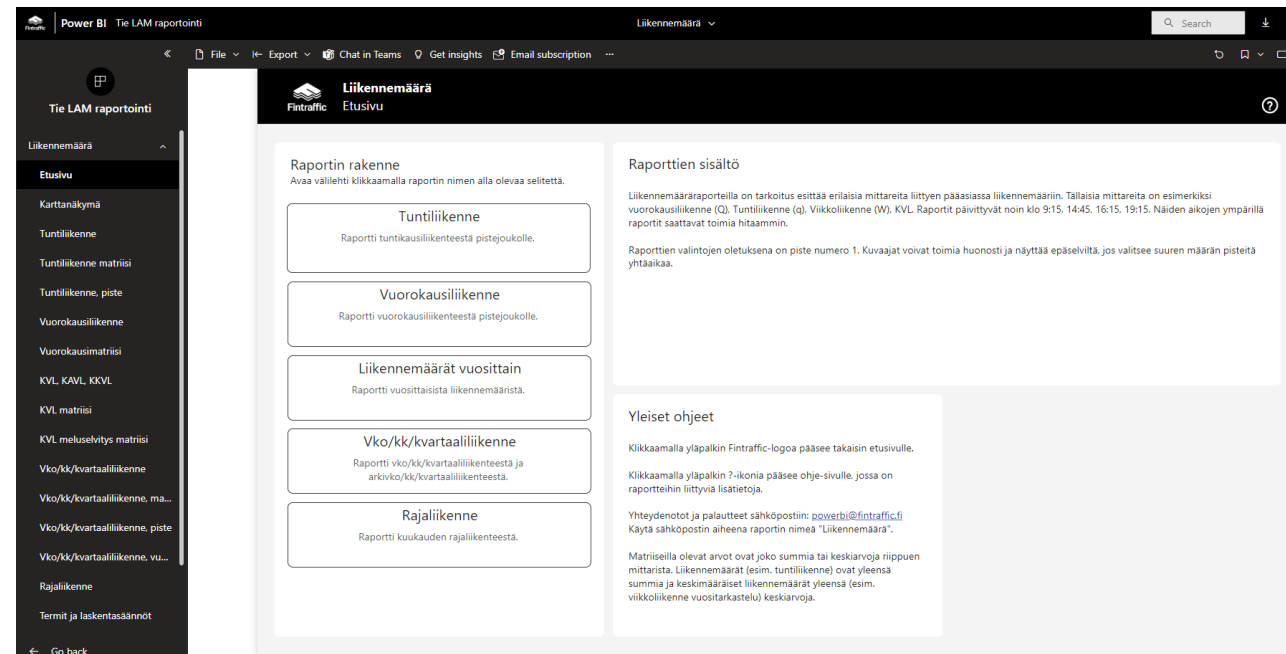 Fintraffic
Power BI Tie LAM raportointi
Liikennemäärä
Search
File
Export
Chat in Teams
Get insights
Email subscription
Tie LAM raportointi
Liikennemäärä
Etusivu
Karttanäkymä
Tuntiliikenne
Tuntiliikenne matriisi
Tuntiliikenne, piste
Vuorokausiliikenne
Vuorokausimatriisi
KVL, KAVL, KKVL
KVL matriisi
KVL meluselvitys matriisi
Vko/kk/kvartaaliliikenne
Vko/kk/kvartaaliliikenne, ma...
Vko/kk/kvartaaliliikenne, piste
Vko/kk/kvartaaliliikenne, vu...
Rajaliikenne
Termit ja laskentasäännöt
Go back
Fintraffic
Liikennemäärä
Etusivu
Raportin rakenne
Avaa välilehti klikkaamalla raportin nimen alla olevaa selitettä.
Tuntiliikenne
Raportti tuntikausiliikenteestä pistejoukolle.
Vuorokausiliikenne
Raportti vuorokausiliikenteestä pistejoukolle.
Liikennemäärät vuosittain
Raportti vuosittaisista liikennemääristä.
Vko/kk/kvartaaliliikenne
Raportti vko/kk/kvartaaliliikenteestä ja
arkivko/kk/kvartaaliliikenteestä.
Rajaliikenne
Raportti kuukauden rajaliikenteestä.
Raporttien sisältö
Liikennemääräraporteilla on tarkoitus esittää erilaisia mittareita liittyen pääasiassa liikennemääriin. Tällaisia mittareita on esimerkiksi
vuorokausiliikenne (Q), Tuntiliikenne (q), Viikkoliikenne (W), KVL. Raportit päivittyvät noin klo 9:15, 14:45, 16:15, 19:15. Näiden aikojen ympärillä
raportit saattavat toimia hitaammin.
Raporttien valintojen oletuksena on piste numero 1. Kuvaajat voivat toimia huonosti ja näyttää epäselviltä, jos valitsee suuren määrän pisteitä
yhtäaikaa.
Yleiset ohjeet
Klikkaamalla yläpalkin Fintraffic-logoa pääsee takaisin etusivulle.
Klikkaamalla yläpalkin ?-ikonia pääsee ohje-sivulle, jossa on
raportteihin liittyviä lisätietoja.
Yhteydenotot ja palautteet sähköpostiin: powerbi@fintraffic.fi
Käytä sähköpostin aiheena raportin nimeä "Liikennemäärä".
Matriiseilla olevat arvot ovat joko summia tai keskiarvoja riippuen
mittarista. Liikennemäärät (esim. tuntiliikenne) ovat yleensä
summia ja keskimääräiset liikennemäärät yleensä (esim.
viikkoliikenne vuositarkastelu) keskiarvoja.